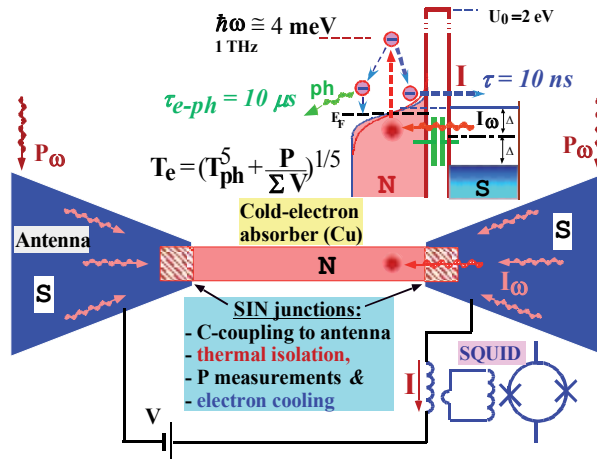 ℏω ≅ 4 meV
1 THz
U₀=2 eV
ph
I
τ = 10 ns
τe-ph = 10 μs
EF
Iω
Δ
Δ
Pω
Pω
Te = (Tph⁵ + P/ΣV)¹/⁵
N
S
Cold-electron
absorber (Cu)
Antenna
S
N
S
Iω
SIN junctions:
- C-coupling to antenna
- thermal isolation,
- P measurements &
- electron cooling
SQUID
I
V